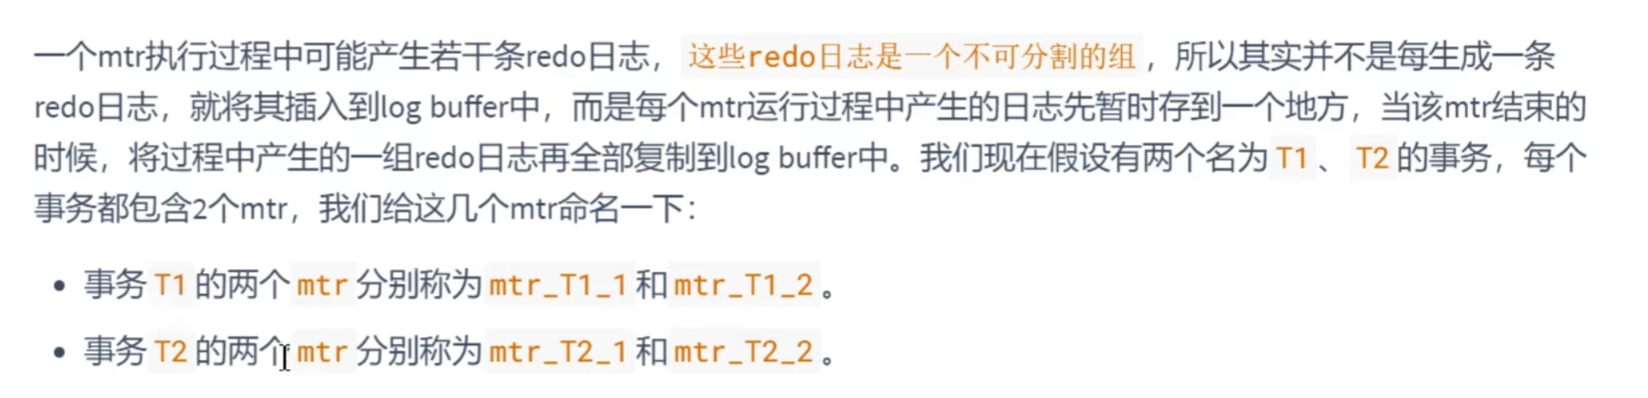 一个mtr执行过程中可能产生若干条redo日志，这些redo日志是一个不可分割的组，所以其实并不是每生成一条
redo日志，就将其插入到log buffer中，而是每个mtr运行过程中产生的日志先暂时存到一个地方，当该mtr结束的
时候，将过程中产生的一组redo日志再全部复制到log buffer中。我们现在假设有两个名为T1、T2的事务，每个
事务都包含2个mtr，我们给这几个mtr命名一下：
• 事务T1的两个mtr分别称为mtr_T1_1和mtr_T1_2。
• 事务T2的两个mtr分别称为mtr_T2_1和mtr_T2_2。